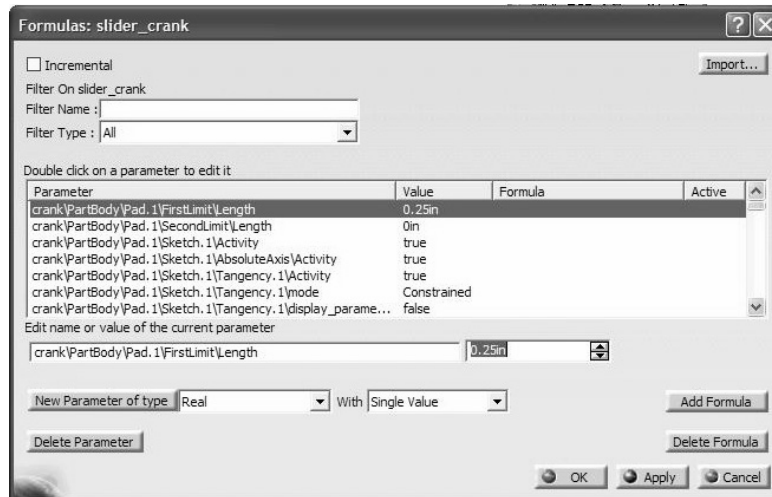 Formulas: slider_crank
Incremental
Import...
Filter On slider_crank
Filter Name :
Filter Type : All
Double click on a parameter to edit it
Parameter Value Formula Active
crank\PartBody\Pad.1\FirstLimit\Length 0.25in
crank\PartBody\Pad.1\SecondLimit\Length 0in
crank\PartBody\Pad.1\Sketch.1\Activity true
crank\PartBody\Pad.1\Sketch.1\AbsoluteAxis\Activity true
crank\PartBody\Pad.1\Sketch.1\Tangency.1\Activity true
crank\PartBody\Pad.1\Sketch.1\Tangency.1\mode Constrained
crank\PartBody\Pad.1\Sketch.1\Tangency.1\display_parame... false
Edit name or value of the current parameter
crank\PartBody\Pad.1\FirstLimit\Length 0.25in
New Parameter of type Real With Single Value Add Formula
Delete Parameter Delete Formula
OK Apply Cancel